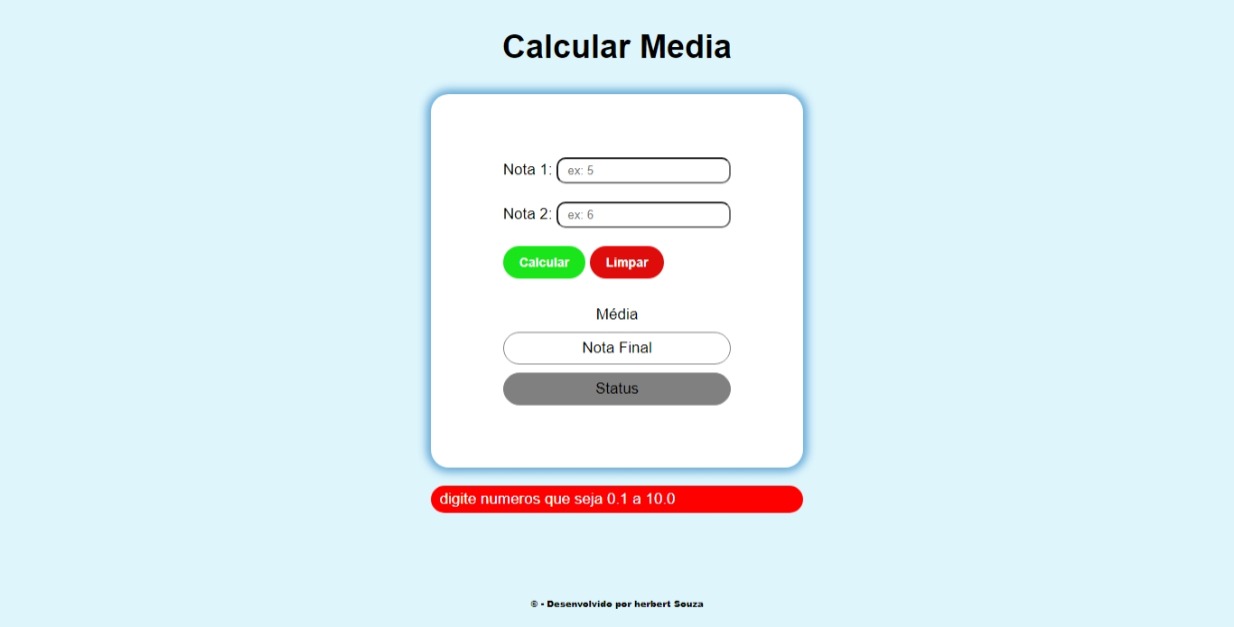 Calcular Media
Nota 1: ex: 5
Nota 2: ex: 6
Calcular Limpar
Média
Nota Final
Status
digite numeros que seja 0.1 a 10.0
© - Desenvolvido por herbert Souza